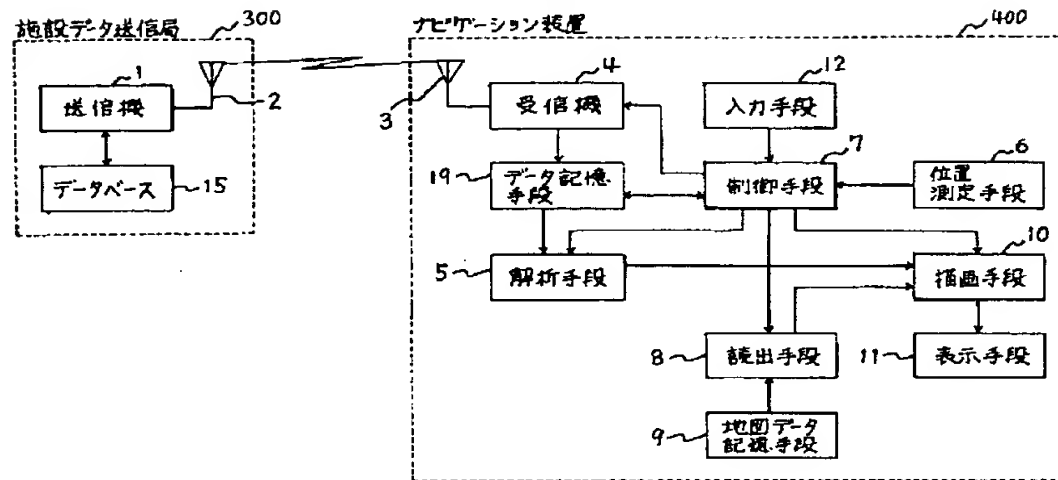 施設データ送信局
300
1
送信機
2
データベース
15
ナビゲーション装置
400
3
4
受信機
12
入力手段
19
データ記憶
手段
7
制御手段
6
位置
測定手段
5
解析手段
10
描画手段
8
読出手段
11
表示手段
9
地図データ
記憶手段